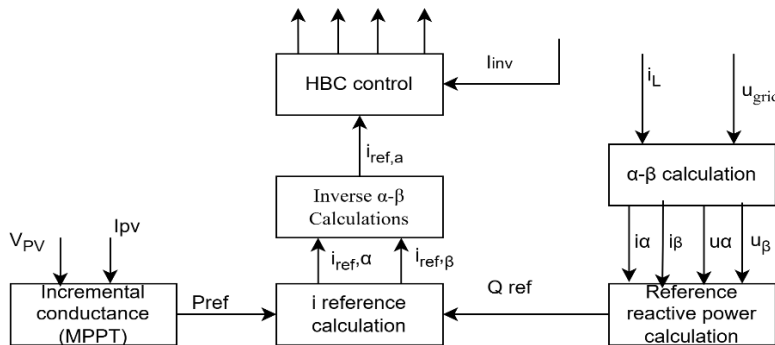 HBC control
Iinv
iL
ugrid
iref,a
α-β calculation
Inverse α-β
Calculations
VPV
Ipv
iref,α
iref,β
iα
iβ
uα
uβ
Incremental
conductance
(MPPT)
Pref
i reference
calculation
Q ref
Reference
reactive power
calculation